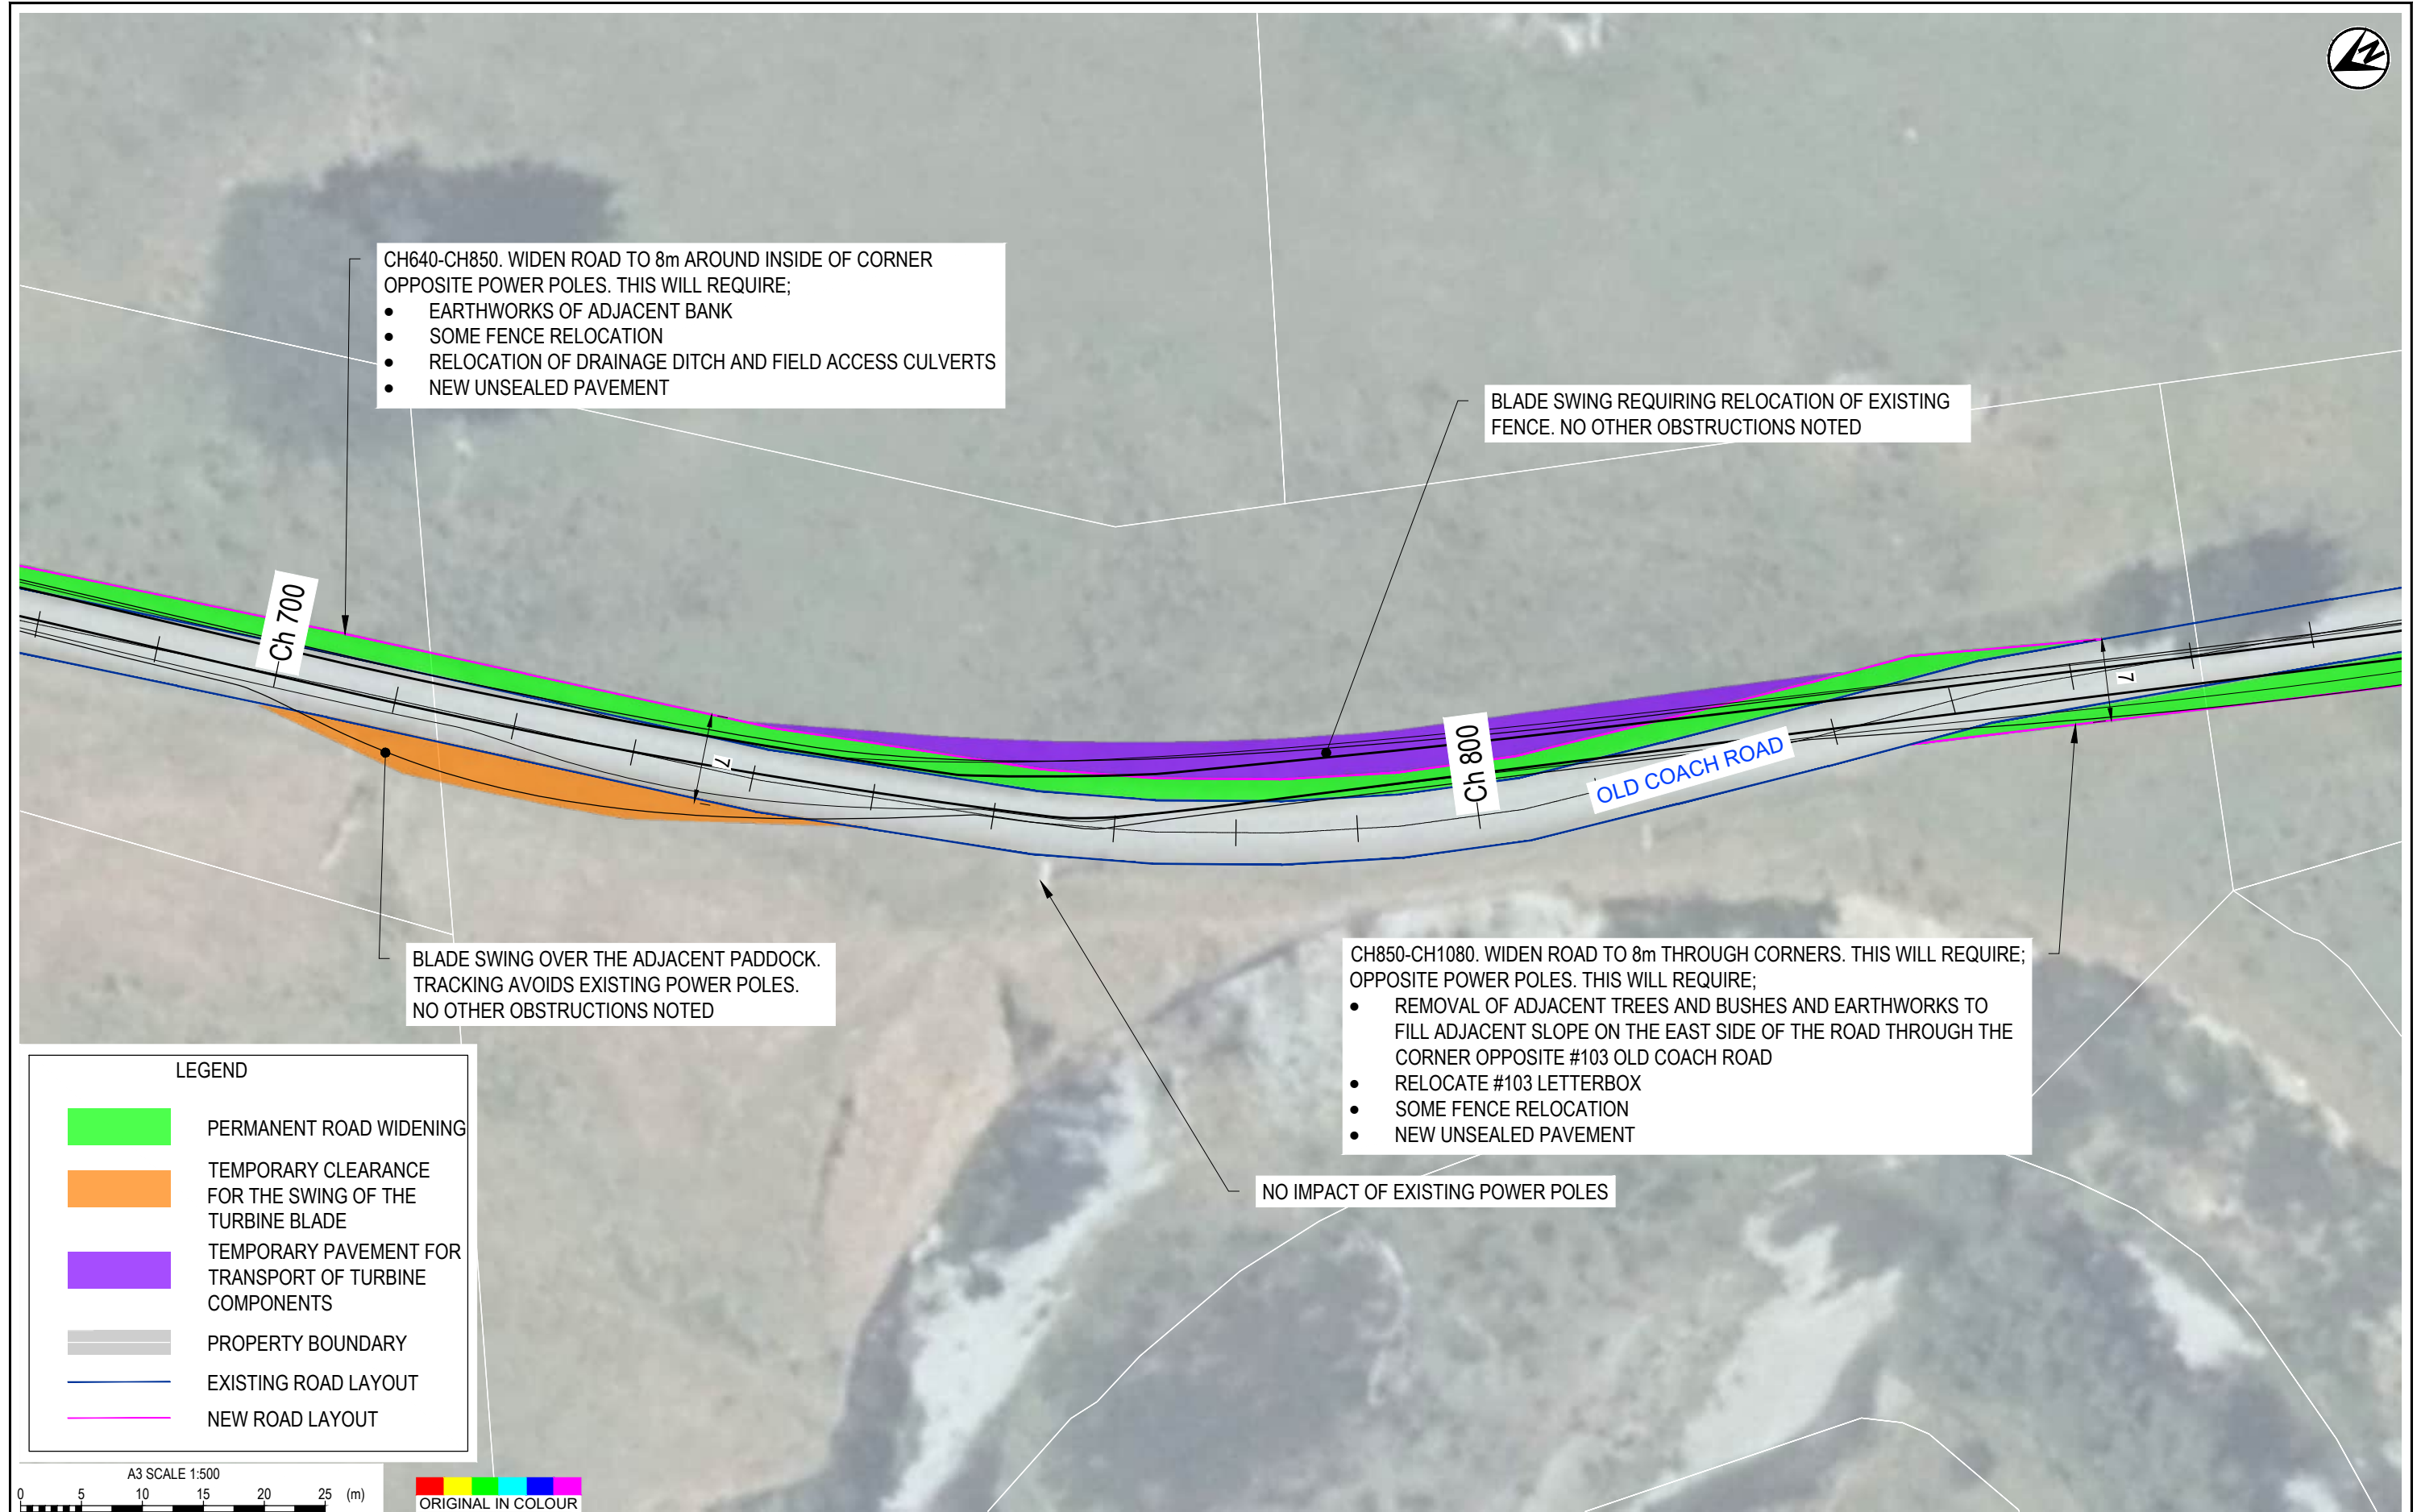 CH640-CH850. WIDEN ROAD TO 8m AROUND INSIDE OF CORNER
OPPOSITE POWER POLES. THIS WILL REQUIRE;
• EARTHWORKS OF ADJACENT BANK
• SOME FENCE RELOCATION
• RELOCATION OF DRAINAGE DITCH AND FIELD ACCESS CULVERTS
• NEW UNSEALED PAVEMENT
BLADE SWING REQUIRING RELOCATION OF EXISTING
FENCE. NO OTHER OBSTRUCTIONS NOTED
Ch 700
7
Ch 800
OLD COACH ROAD
7
BLADE SWING OVER THE ADJACENT PADDOCK.
TRACKING AVOIDS EXISTING POWER POLES.
NO OTHER OBSTRUCTIONS NOTED
CH850-CH1080. WIDEN ROAD TO 8m THROUGH CORNERS. THIS WILL REQUIRE;
OPPOSITE POWER POLES. THIS WILL REQUIRE;
• REMOVAL OF ADJACENT TREES AND BUSHES AND EARTHWORKS TO
FILL ADJACENT SLOPE ON THE EAST SIDE OF THE ROAD THROUGH THE
CORNER OPPOSITE #103 OLD COACH ROAD
• RELOCATE #103 LETTERBOX
• SOME FENCE RELOCATION
• NEW UNSEALED PAVEMENT
NO IMPACT OF EXISTING POWER POLES
LEGEND
PERMANENT ROAD WIDENING
TEMPORARY CLEARANCE
FOR THE SWING OF THE
TURBINE BLADE
TEMPORARY PAVEMENT FOR
TRANSPORT OF TURBINE
COMPONENTS
PROPERTY BOUNDARY
EXISTING ROAD LAYOUT
NEW ROAD LAYOUT
A3 SCALE 1:500
0 5 10 15 20 25 (m)
ORIGINAL IN COLOUR
N